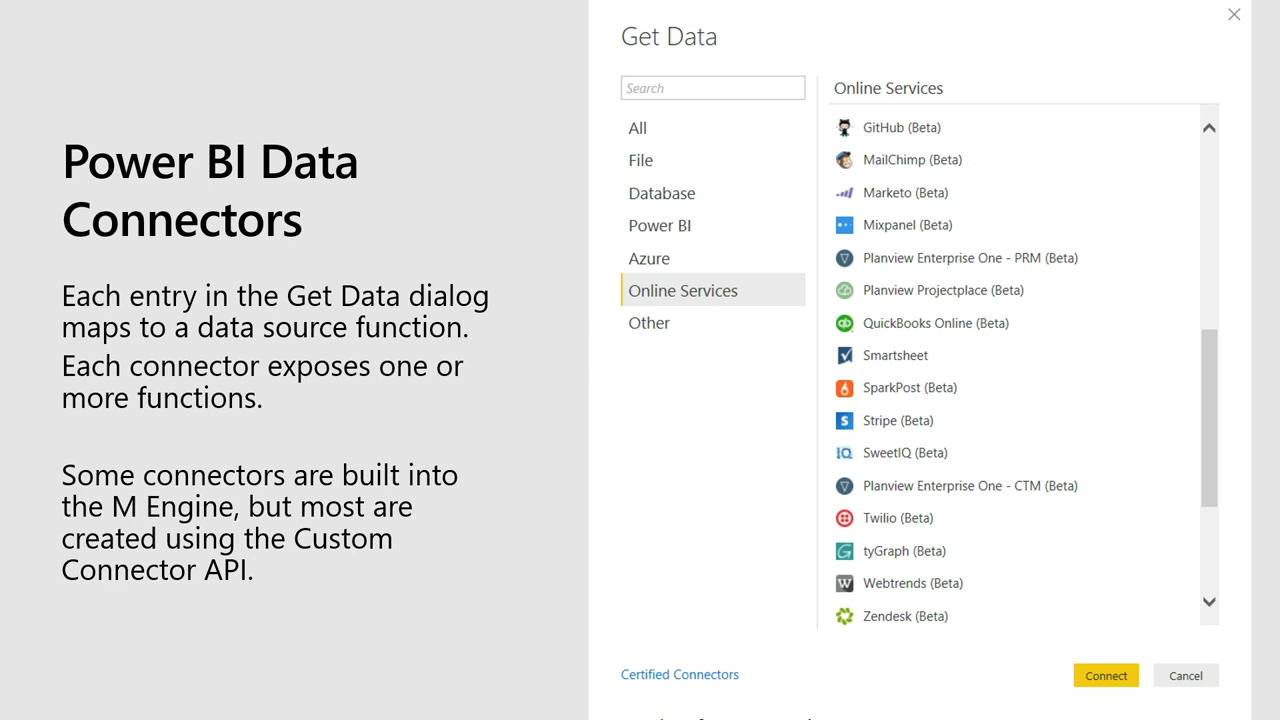 Power BI Data
Connectors
Each entry in the Get Data dialog
maps to a data source function.
Each connector exposes one or
more functions.
Some connectors are built into
the M Engine, but most are
created using the Custom
Connector API.
Get Data
Search
All
File
Database
Power BI
Azure
Online Services
Other
Online Services
GitHub (Beta)
MailChimp (Beta)
Marketo (Beta)
Mixpanel (Beta)
Planview Enterprise One - PRM (Beta)
Planview Projectplace (Beta)
QuickBooks Online (Beta)
Smartsheet
SparkPost (Beta)
Stripe (Beta)
SweetIQ (Beta)
Planview Enterprise One - CTM (Beta)
Twilio (Beta)
tyGraph (Beta)
Webtrends (Beta)
Zendesk (Beta)
Certified Connectors
Connect
Cancel